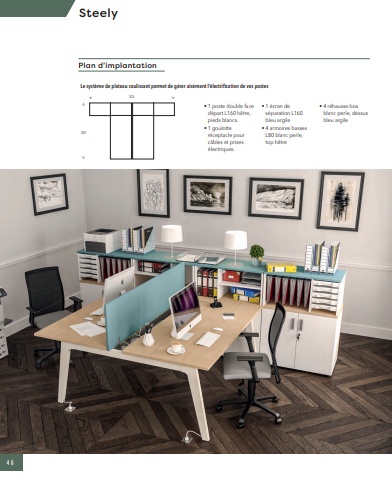 Steely
Plan d'implantation
Le système de plateau coulissant permet de gérer aisément l'électrification de vos postes
• 1 poste double face
départ L160 hêtre,
pieds blancs.
• 1 goulotte
réceptacle pour
câbles et prises
électriques.
• 1 écran de
séparation L160
bleu argile
• 4 armoires basses
L80 blanc perle,
top hêtre
• 4 réhausse box
blanc perle, dessus
bleu argile
46